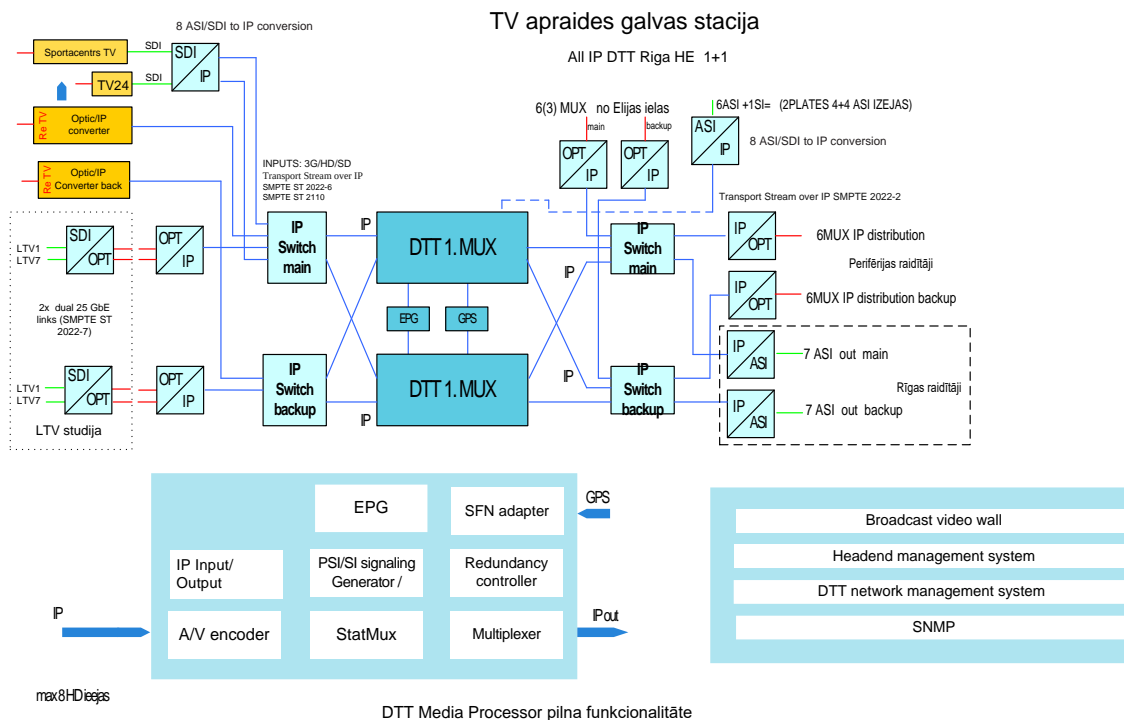 TV apraides galvas stacija
8 ASI/SDI to IP conversion
All IP DTT Riga HE 1+1
Sportacentrs TV
SDI
SDI
IP
TV24
SDI
Re TV
Optic/IP
converter
Re TV
Optic/IP
Converter back
6(3) MUX no Elijas ielas
main
backup
OPT
IP
OPT
IP
6ASI +1SI= (2PLATES 4+4 ASI IZEJAS)
ASI
IP
8 ASI/SDI to IP conversion
INPUTS: 3G/HD/SD
Transport Stream over IP
SMPTE ST 2022-6
SMPTE ST 2110
Transport Stream over IP SMPTE 2022-2
LTV1
LTV7
SDI
OPT
OPT
IP
IP
Switch
main
IP
DTT 1. MUX
IP
IP
Switch
main
IP
OPT
6MUX IP distribution
Perifērijas raidītāji
IP
OPT
6MUX IP distribution backup
2x dual 25 GbE
links (SMPTE ST
2022-7)
EPG
GPS
IP
ASI
7 ASI out main
Rīgas raidītāji
LTV1
LTV7
SDI
OPT
OPT
IP
IP
Switch
backup
IP
DTT 1. MUX
IP
IP
Switch
backup
IP
ASI
7 ASI out backup
LTV studija
EPG
SFN adapter
GPS
IP Input/
Output
PSI/SI signaling
Generator /
Redundancy
controller
IP
A/V encoder
StatMux
Multiplexer
IP out
max 8 HD ieejas
DTT Media Processor pilna funkcionalitāte
Broadcast video wall
Headend management system
DTT network management system
SNMP